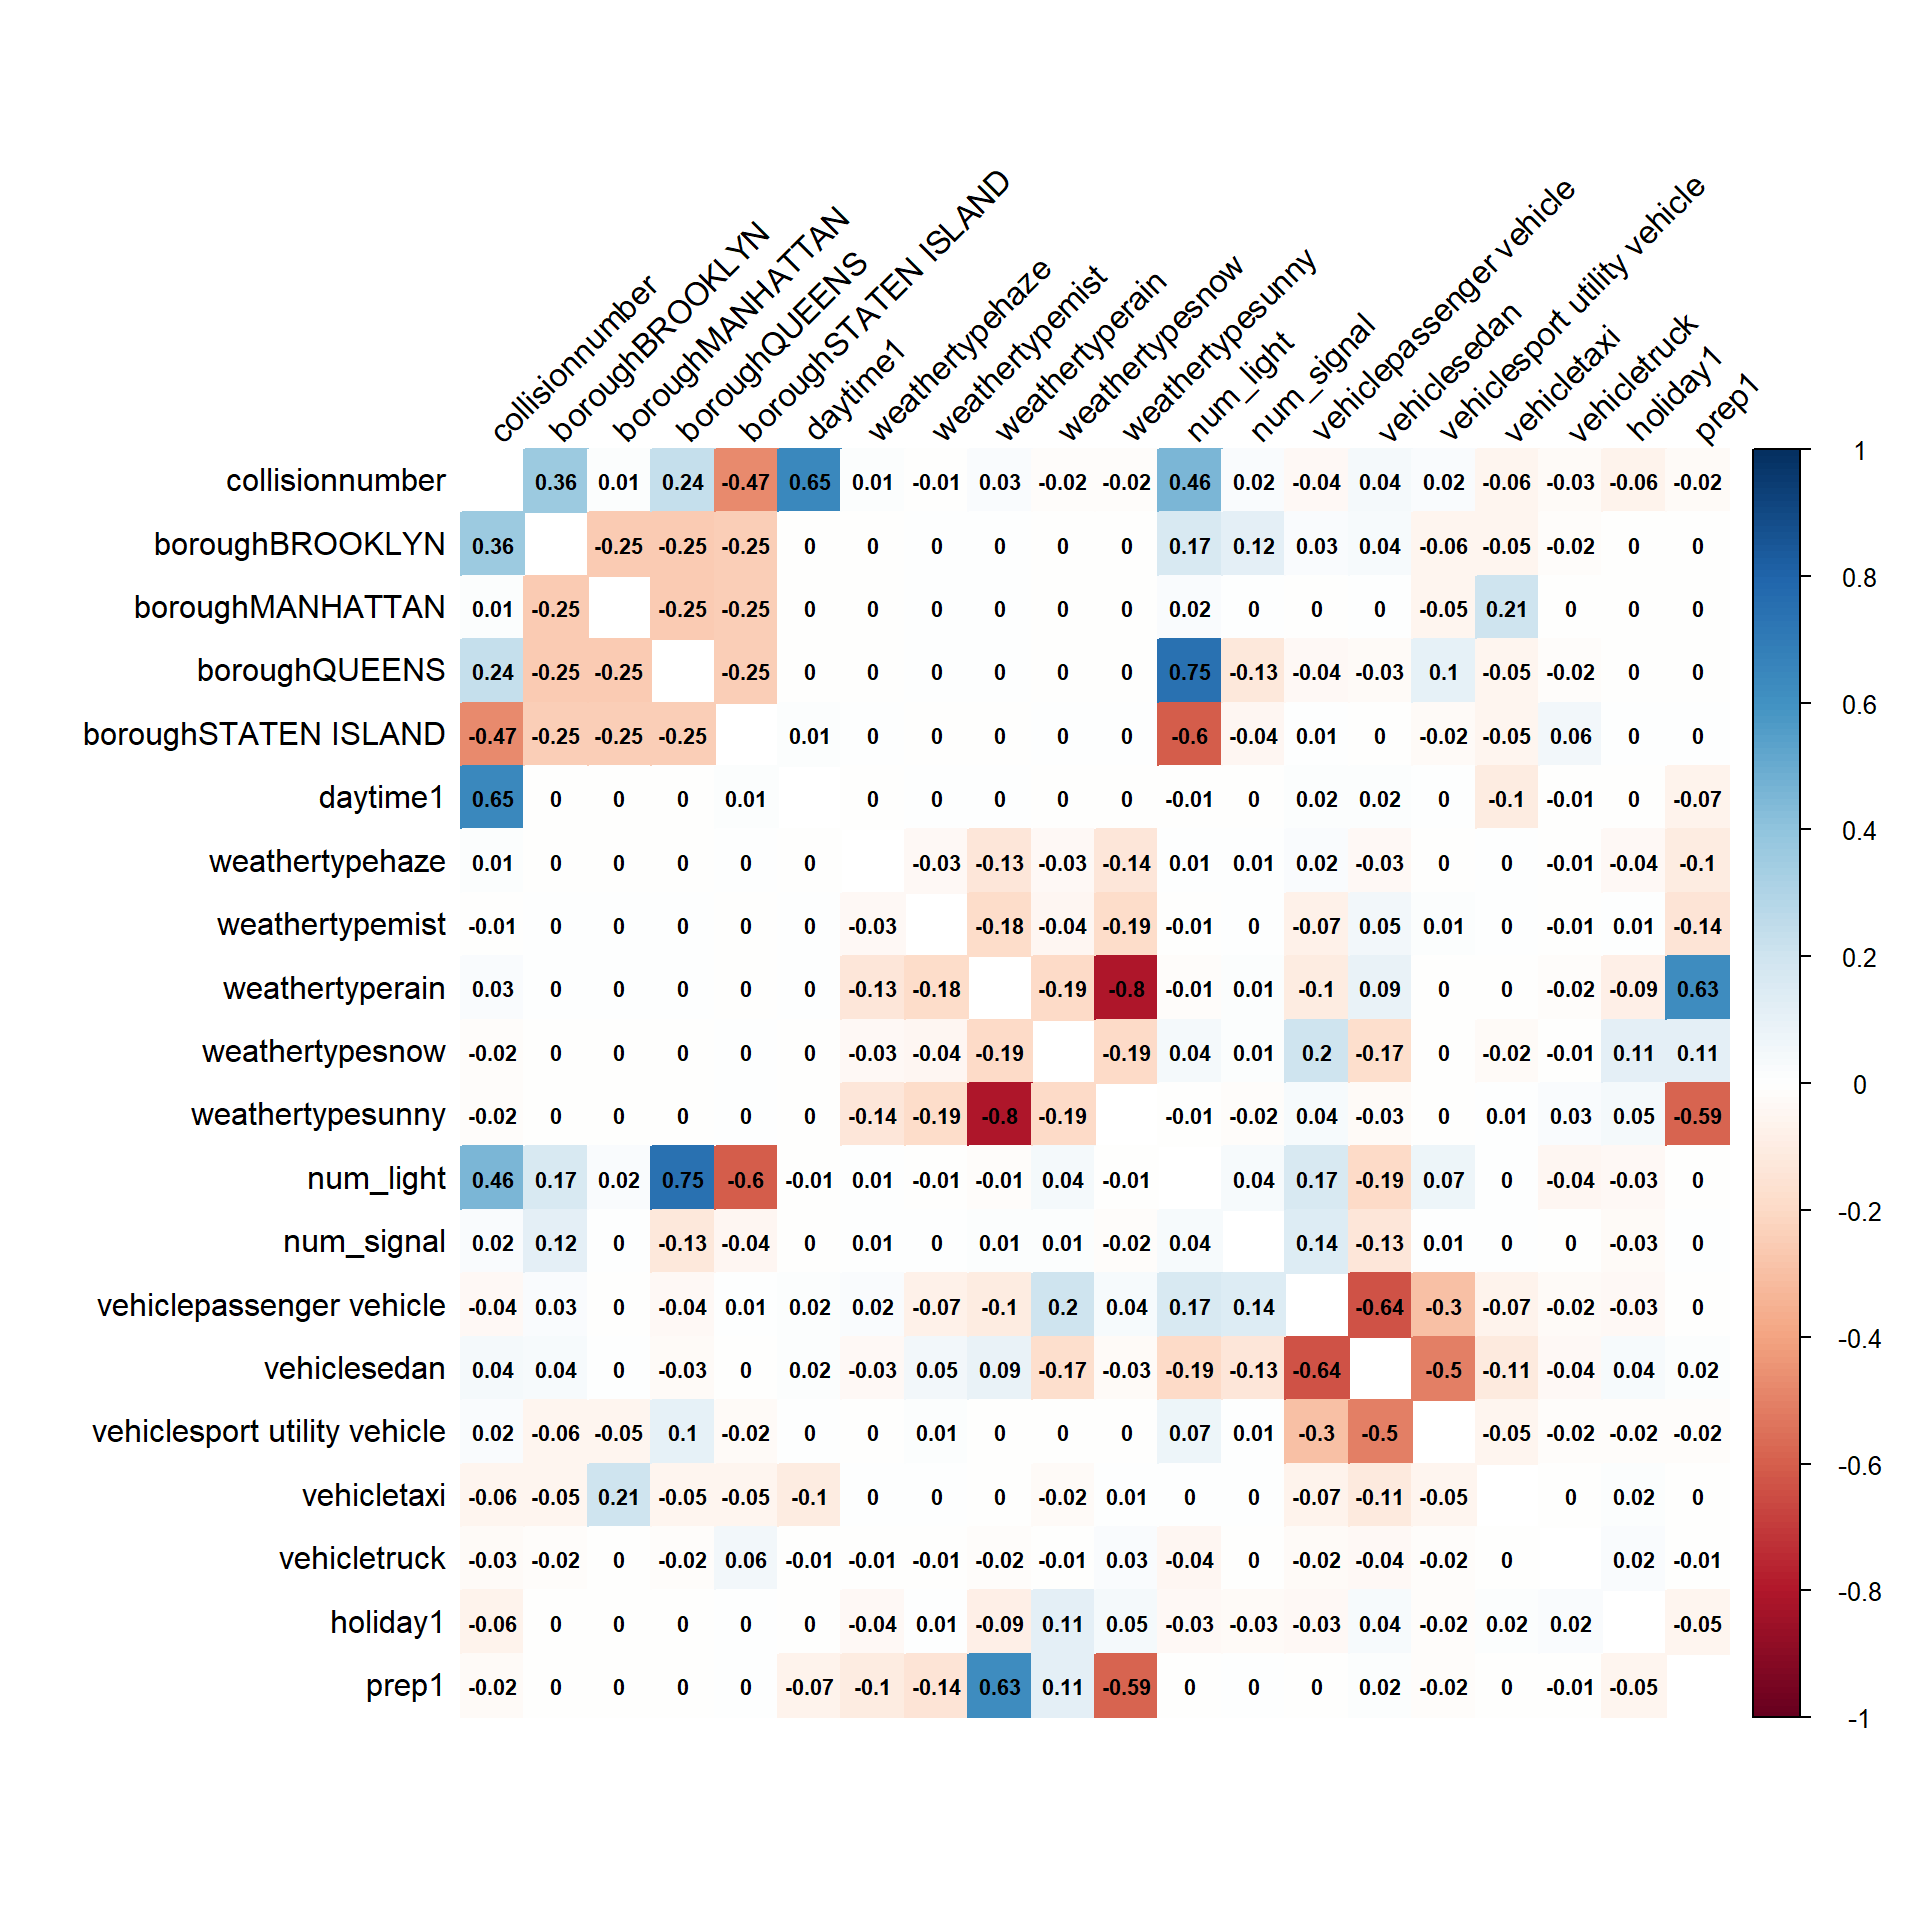 collisionnumber boroughBROOKLYN boroughMANHATTAN boroughQUEENS boroughSTATEN ISLAND daytime1 weathertypehaze weathertypemist weathertyperain weathertypesnow weathertypesunny num_light num_signal vehiclepassenger vehicle vehiclesedan vehiclesport utility vehicle vehicletaxi vehicletruck holiday1 prep1
collisionnumber 0.36 0.01 0.24 -0.47 0.65 0.01 -0.01 0.03 -0.02 -0.02 0.46 0.02 -0.04 0.04 0.02 -0.06 -0.03 -0.06 -0.02 1
boroughBROOKLYN 0.36 -0.25 -0.25 -0.25 0 0 0 0 0 0 0.17 0.12 0.03 0.04 -0.06 -0.05 -0.02 0 0
0.8
boroughMANHATTAN 0.01 -0.25 -0.25 -0.25 0 0 0 0 0 0 0.02 0 0 0 -0.05 0.21 0 0 0
boroughQUEENS 0.24 -0.25 -0.25 -0.25 0 0 0 0 0 0 0.75 -0.13 -0.04 -0.03 0.1 -0.05 -0.02 0 0
0.6
boroughSTATEN ISLAND -0.47 -0.25 -0.25 -0.25 0.01 0 0 0 0 0 -0.6 -0.04 0.01 0 -0.02 -0.05 0.06 0 0
daytime1 0.65 0 0 0 0.01 0 0 0 0 0 -0.01 0 0.02 0.02 0 -0.1 -0.01 0 -0.07
0.4
weathertypehaze 0.01 0 0 0 0 0 -0.03 -0.13 -0.03 -0.14 0.01 0.01 0.02 -0.03 0 0 -0.01 -0.04 -0.1
weathertypemist -0.01 0 0 0 0 0 -0.03 -0.18 -0.04 -0.19 -0.01 0 -0.07 0.05 0.01 0 -0.01 0.01 -0.14
0.2
weathertyperain 0.03 0 0 0 0 0 -0.13 -0.18 -0.19 -0.8 -0.01 0.01 -0.1 0.09 0 0 -0.02 -0.09 0.63
weathertypesnow -0.02 0 0 0 0 0 -0.03 -0.04 -0.19 -0.19 0.04 0.01 0.2 -0.17 0 -0.02 -0.01 0.11 0.11
0
weathertypesunny -0.02 0 0 0 0 0 -0.14 -0.19 -0.8 -0.19 -0.01 -0.02 0.04 -0.03 0 0.01 0.03 0.05 -0.59
num_light 0.46 0.17 0.02 0.75 -0.6 -0.01 0.01 -0.01 -0.01 0.04 -0.01 0.04 0.17 -0.19 0.07 0 -0.04 -0.03 0
-0.2
num_signal 0.02 0.12 0 -0.13 -0.04 0 0.01 0 0.01 0.01 -0.02 0.04 0.14 -0.13 0.01 0 0 -0.03 0
vehiclepassenger vehicle -0.04 0.03 0 -0.04 0.01 0.02 0.02 -0.07 -0.1 0.2 0.04 0.17 0.14 -0.64 -0.3 -0.07 -0.02 -0.03 0
-0.4
vehiclesedan 0.04 0.04 0 -0.03 0 0.02 -0.03 0.05 0.09 -0.17 -0.03 -0.19 -0.13 -0.64 -0.5 -0.11 -0.04 0.04 0.02
vehiclesport utility vehicle 0.02 -0.06 -0.05 0.1 -0.02 0 0 0.01 0 0 0 0.07 0.01 -0.3 -0.5 -0.05 -0.02 -0.02 -0.02
-0.6
vehicletaxi -0.06 -0.05 0.21 -0.05 -0.05 -0.1 0 0 0 -0.02 0.01 0 0 -0.07 -0.11 -0.05 0 0.02 0
vehicletruck -0.03 -0.02 0 -0.02 0.06 -0.01 -0.01 -0.01 -0.02 -0.01 0.03 -0.04 0 -0.02 -0.04 -0.02 0 0.02 -0.01
-0.8
holiday1 -0.06 0 0 0 0 0 -0.04 0.01 -0.09 0.11 0.05 -0.03 -0.03 -0.03 0.04 -0.02 0.02 0.02 -0.05
prep1 -0.02 0 0 0 0 -0.07 -0.1 -0.14 0.63 0.11 -0.59 0 0 0 0.02 -0.02 0 -0.01 -0.05
-1